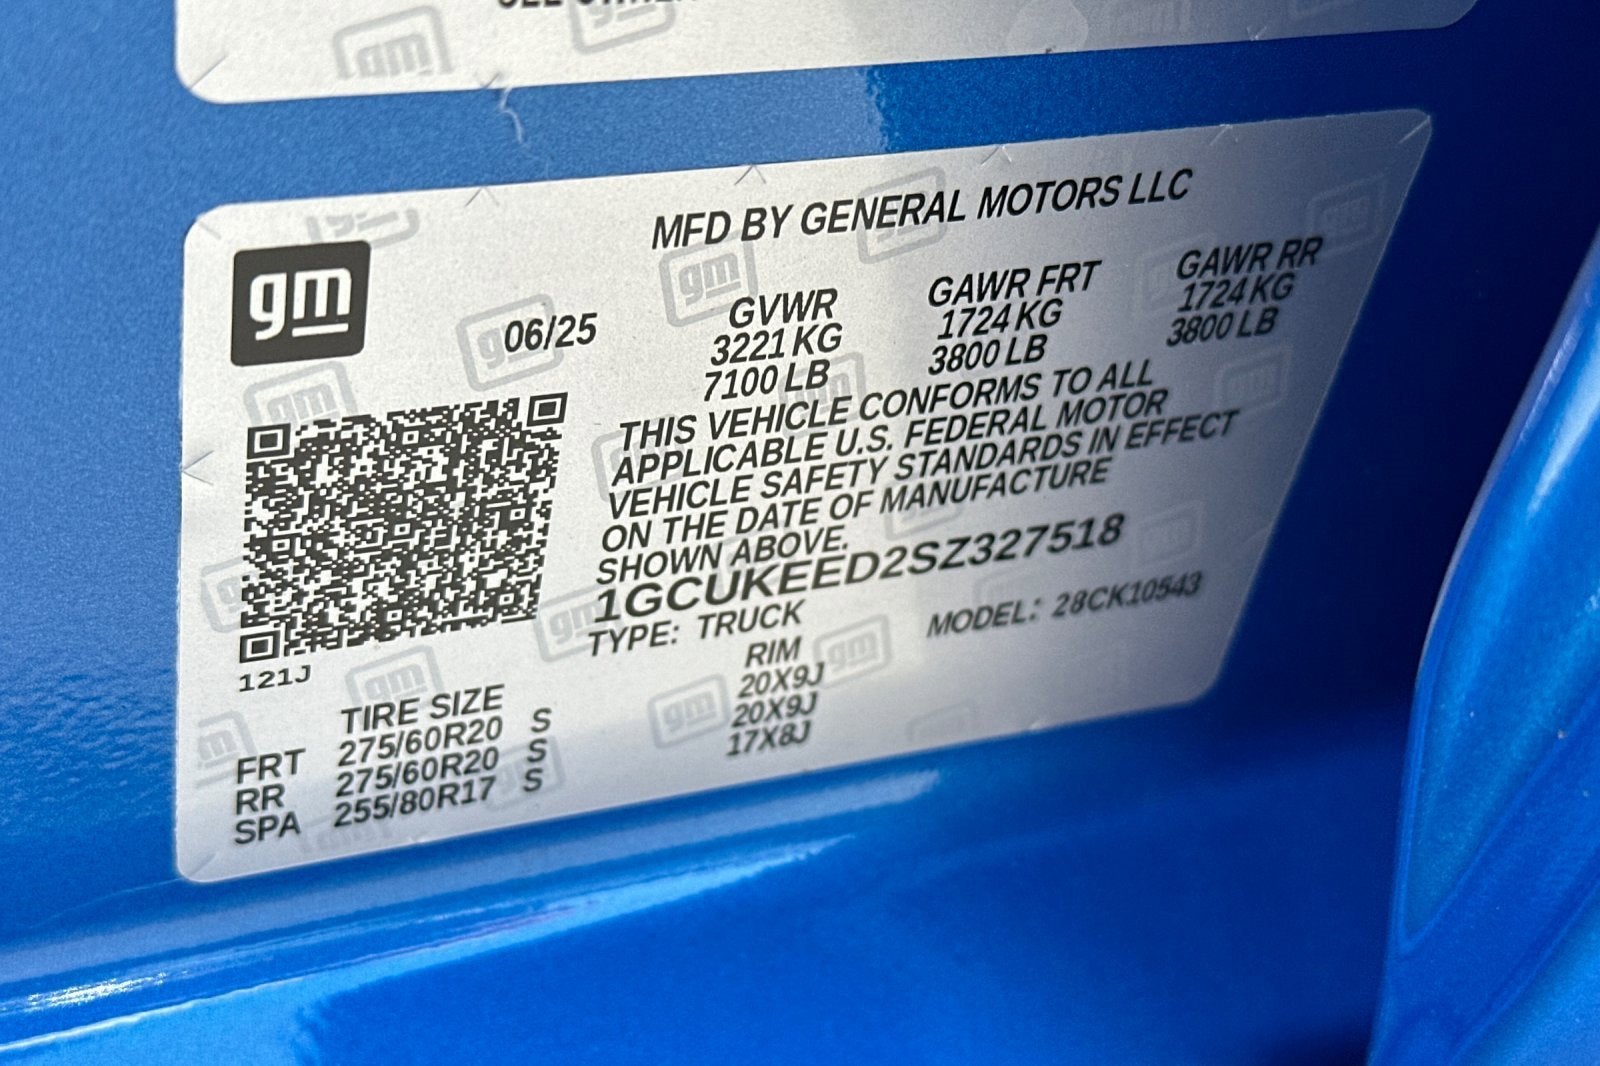 gm
MFD BY GENERAL MOTORS LLC
06/25
GVWR
3221 KG
7100 LB
GAWR FRT
1724 KG
3800 LB
GAWR RR
1724 KG
3800 LB
THIS VEHICLE CONFORMS TO ALL
APPLICABLE U.S. FEDERAL MOTOR
VEHICLE SAFETY STANDARDS IN EFFECT
ON THE DATE OF MANUFACTURE
SHOWN ABOVE.
1GCUKEED2SZ327518
TYPE: TRUCK MODEL: 28CK10543
121J
TIRE SIZE RIM
FRT 275/60R20 S 20X9J
RR 275/60R20 S 20X9J
SPA 255/80R17 S 17X8J